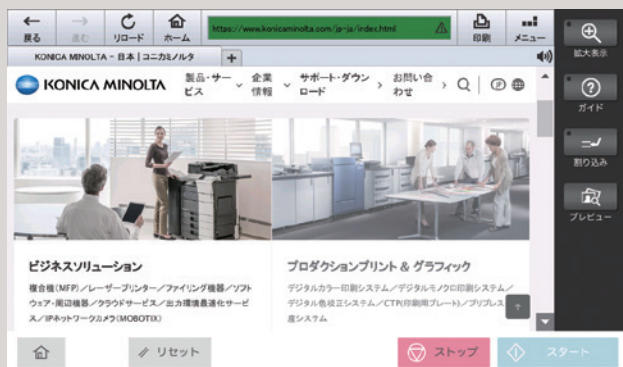 戻る 進む リロード ホーム https://www.konicaminolta.com/jp-ja/index.html 印刷 メニュー
KONICA MINOLTA - 日本 | コニカミノルタ +
KONICA MINOLTA
製品・サービス
企業情報
サポート・ダウンロード
お問い合わせ
ビジネスソリューション
複合機(MFP)/レーザープリンター/ファイリング機器/ソフト
ウェア・周辺機器/クラウドサービス/出力環境最適化サービ
ス/IPネットワークカメラ(MOBOTIX)
プロダクションプリント & グラフィック
デジタルカラー印刷システム/デジタルモノクロ印刷システム/
デジタル色校正システム/CTP(印刷用プレート)/プリプレス
産システム
拡大表示
ガイド
割り込み
プレビュー
リセット ストップ スタート